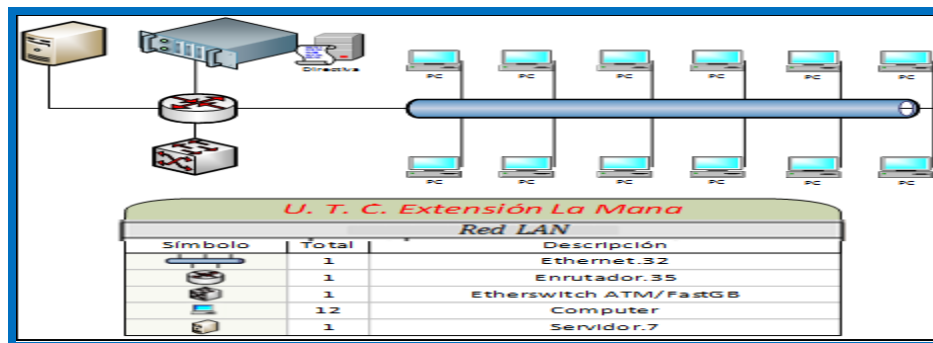 Directiva
PC PC PC PC PC PC
PC PC PC PC PC PC
U. T. C. Extensión La Mana
Red LAN
Símbolo Total Descripción
1 Ethernet.32
1 Enrutador.35
1 Etherswitch ATM/FastGB
12 Computer
1 Servidor.7